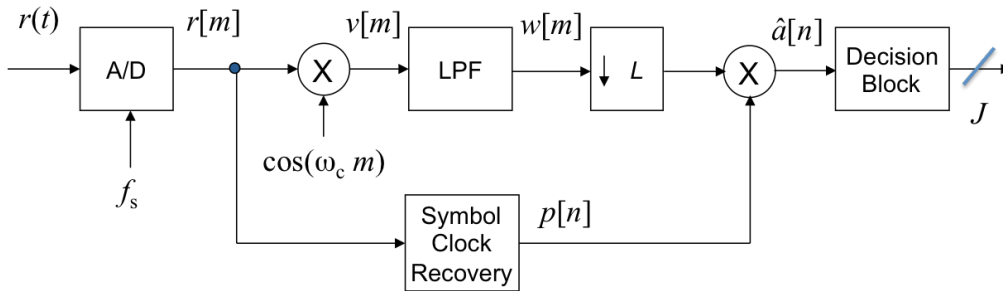 r(t)
r[m]
v[m]
w[m]
â[n]
A/D
X
LPF
↓ L
X
Decision
Block
J
cos(ω_c m)
f_s
Symbol
Clock
Recovery
p[n]